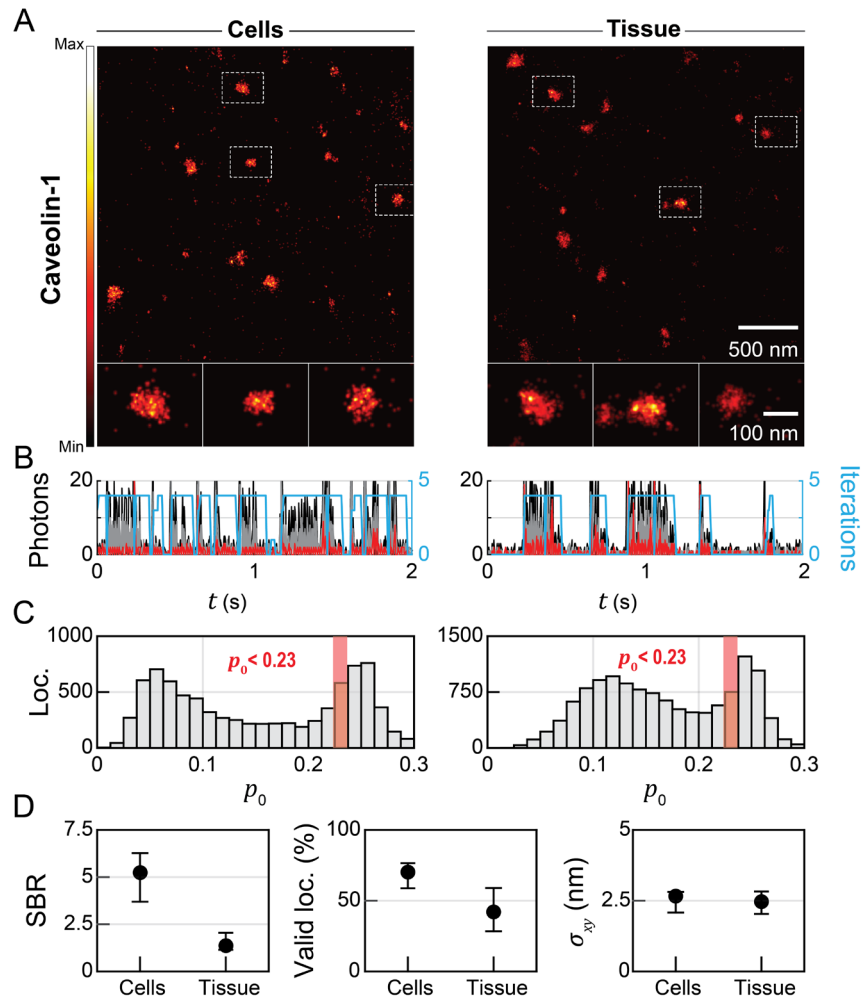 A
Cells
Tissue
Max
Caveolin-1
Min
500 nm
100 nm
B
Photons
20
0
5
0
0
1
2
t (s)
20
0
5
0
Iterations
0
1
2
t (s)
C
Loc.
1000
500
0
p0 < 0.23
0
0.1
0.2
0.3
p0
1500
750
0
p0 < 0.23
0
0.1
0.2
0.3
p0
D
SBR
7.5
5
2.5
0
Cells
Tissue
Valid loc. (%)
100
50
0
Cells
Tissue
σxy (nm)
5
2.5
0
Cells
Tissue